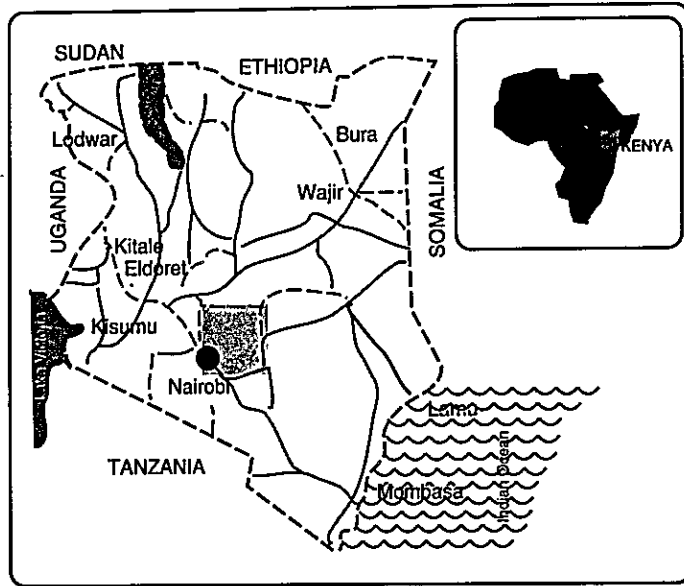 SUDAN
ETHIOPIA
KENYA
Bura
Lodwar
Wajir
UGANDA
SOMALIA
Kitale
Eldoret
Kisumu
Lake Victoria
Nairobi
Lamu
TANZANIA
Mombasa
Indian Ocean